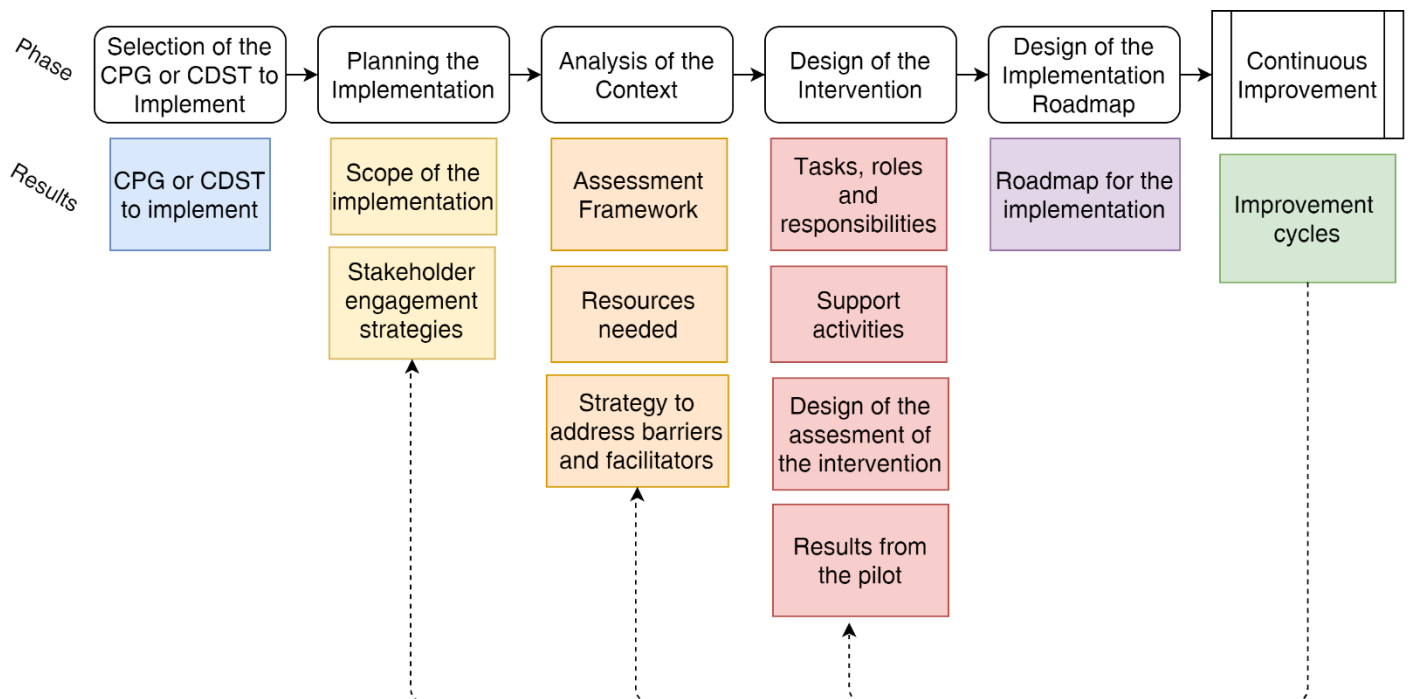 Phase
Selection of the
CPG or CDST to
Implement
Planning the
Implementation
Analysis of the
Context
Design of the
Intervention
Design of the
Implementation
Roadmap
Continuous
Improvement
Results
CPG or CDST
to implement
Scope of the
implementation
Stakeholder
engagement
strategies
Assessment
Framework
Resources
needed
Strategy to
address barriers
and facilitators
Tasks, roles
and
responsibilities
Support
activities
Design of the
assesment of
the intervention
Results from
the pilot
Roadmap for the
implementation
Improvement
cycles